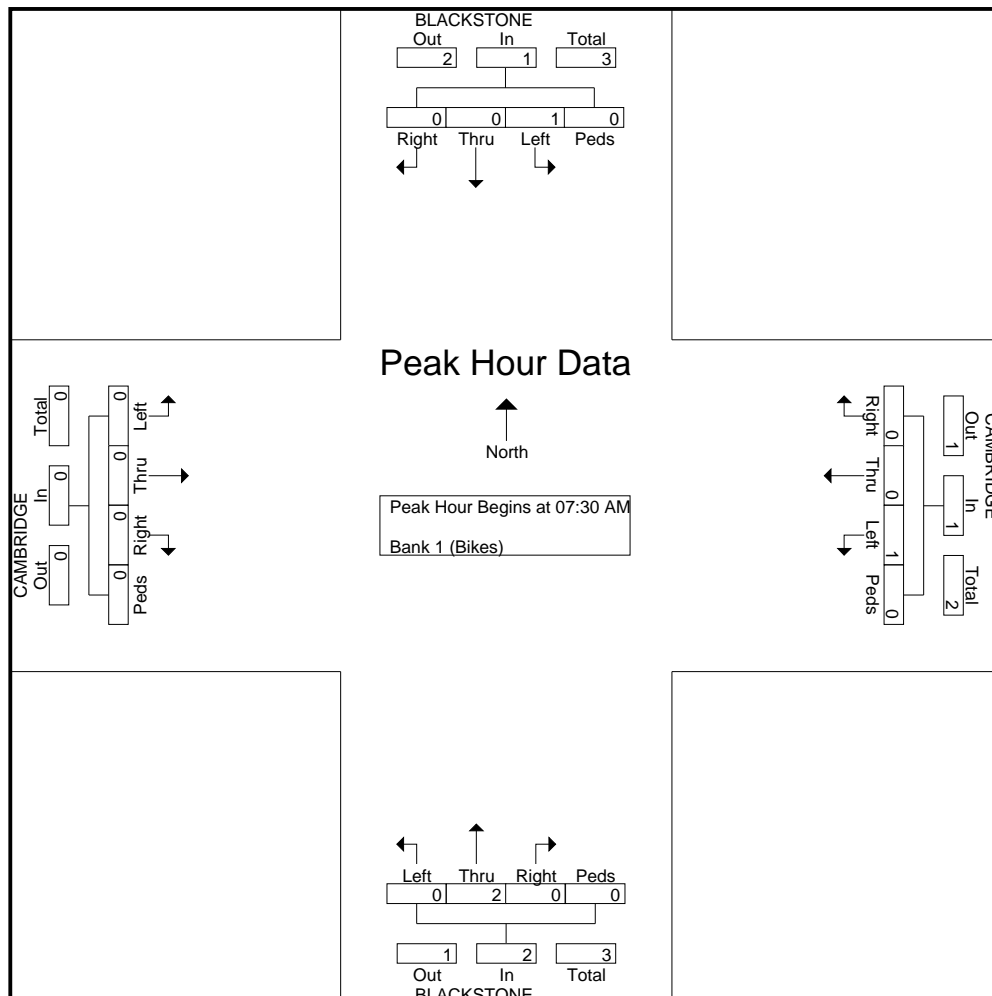 BLACKSTONE
Out In Total
2 1 3
0 0 1 0
Right Thru Left Peds
Peak Hour Data
North
Peak Hour Begins at 07:30 AM
Bank 1 (Bikes)
CAMBRIDGE
Out In Total
0 0 0
Left Thru Right Peds
0 0 0 0
CAMBRIDGE
Out In Total
1 1 2
Right Thru Left Peds
0 0 1 0
Left Thru Right Peds
0 2 0 0
1 2 3
Out In Total
BLACKSTONE